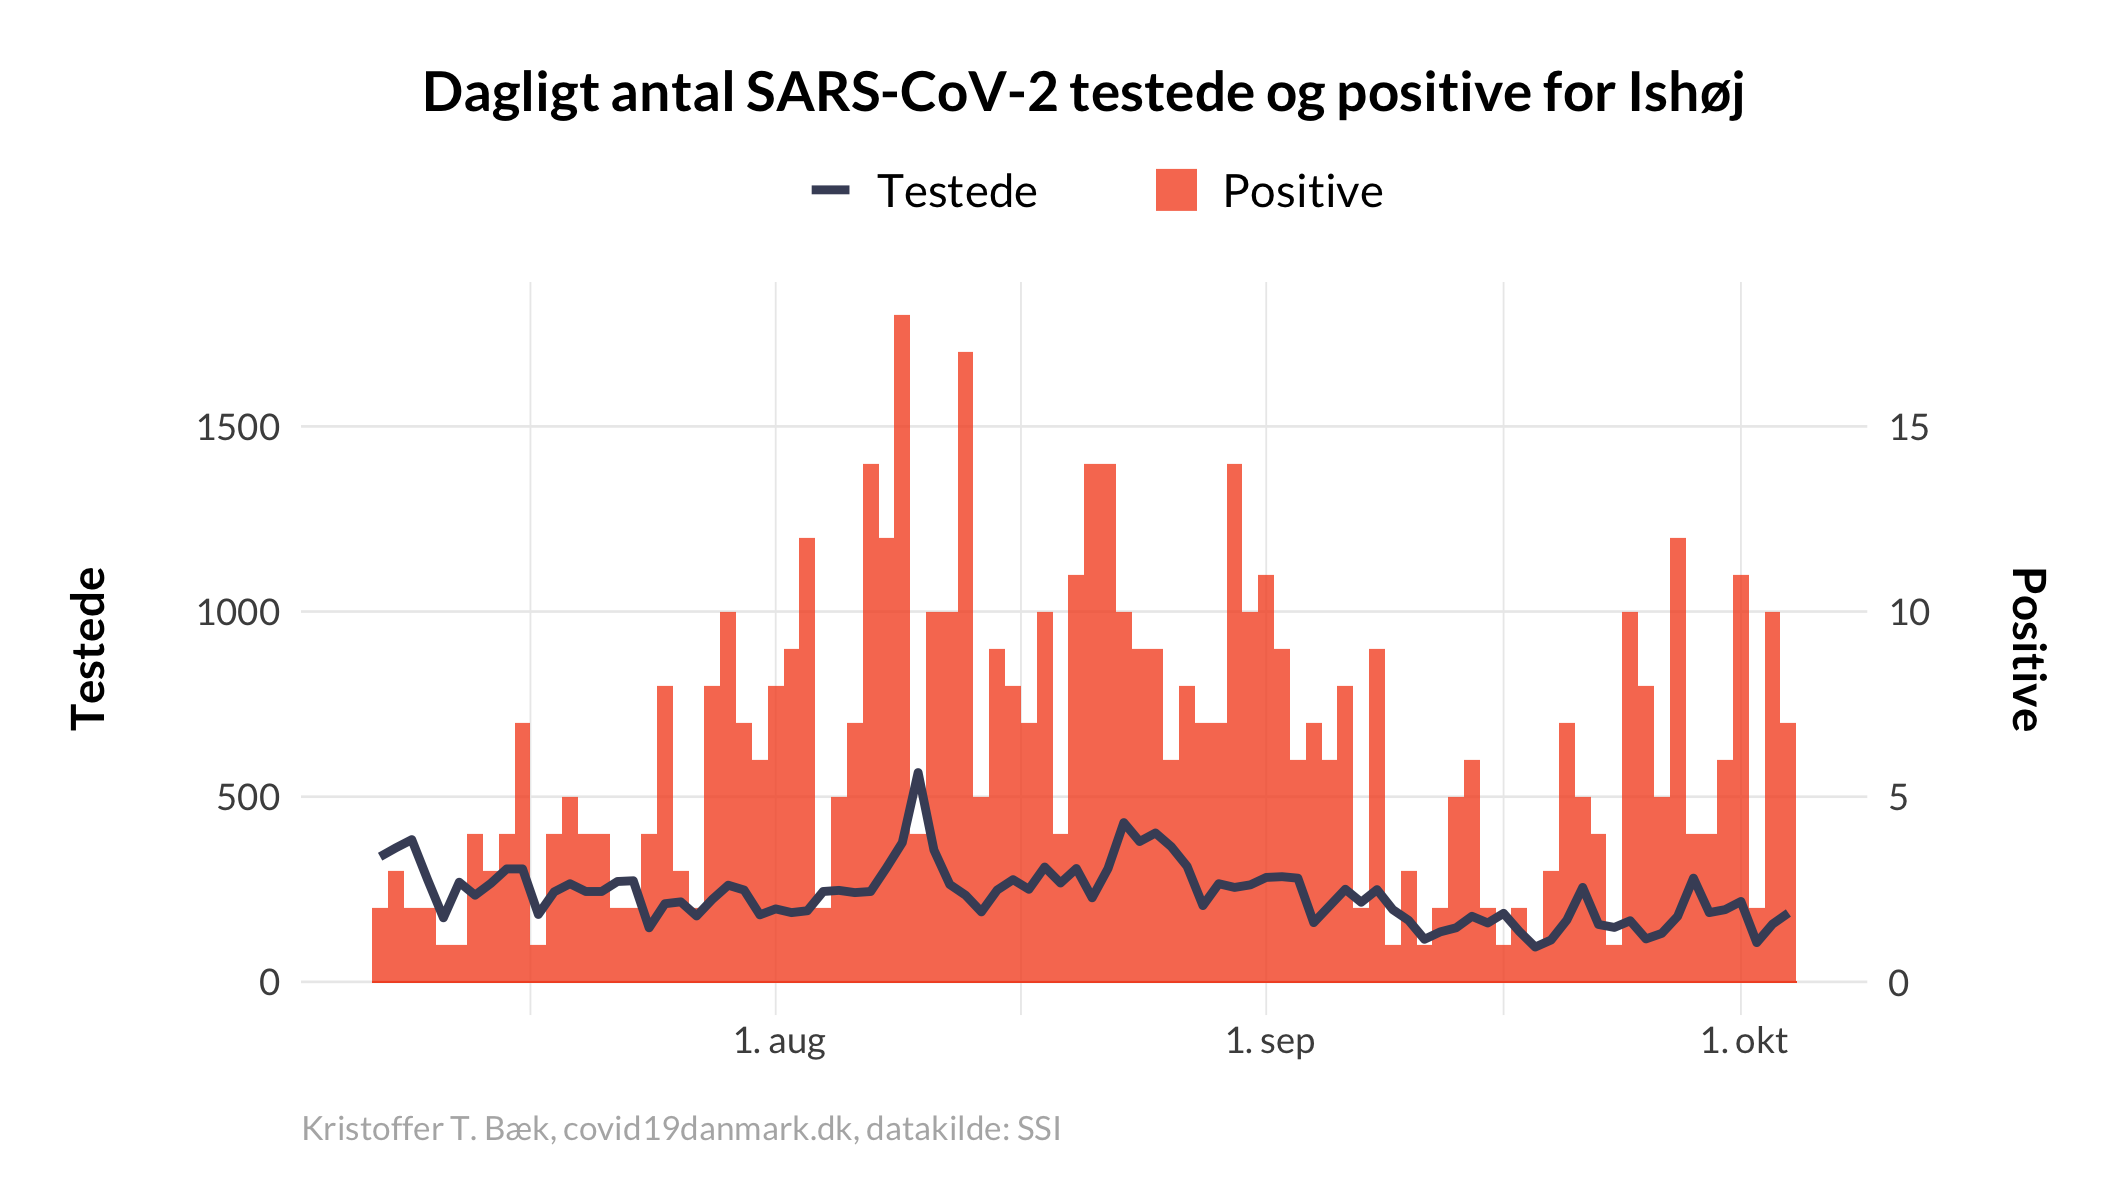 Dagligt antal SARS-CoV-2 testede og positive for Ishøj
Testede
Positive
1500
1000
500
0
Testede
15
10
5
0
Positive
1. aug
1. sep
1. okt
Kristoffer T. Bæk, covid19danmark.dk, datakilde: SSI